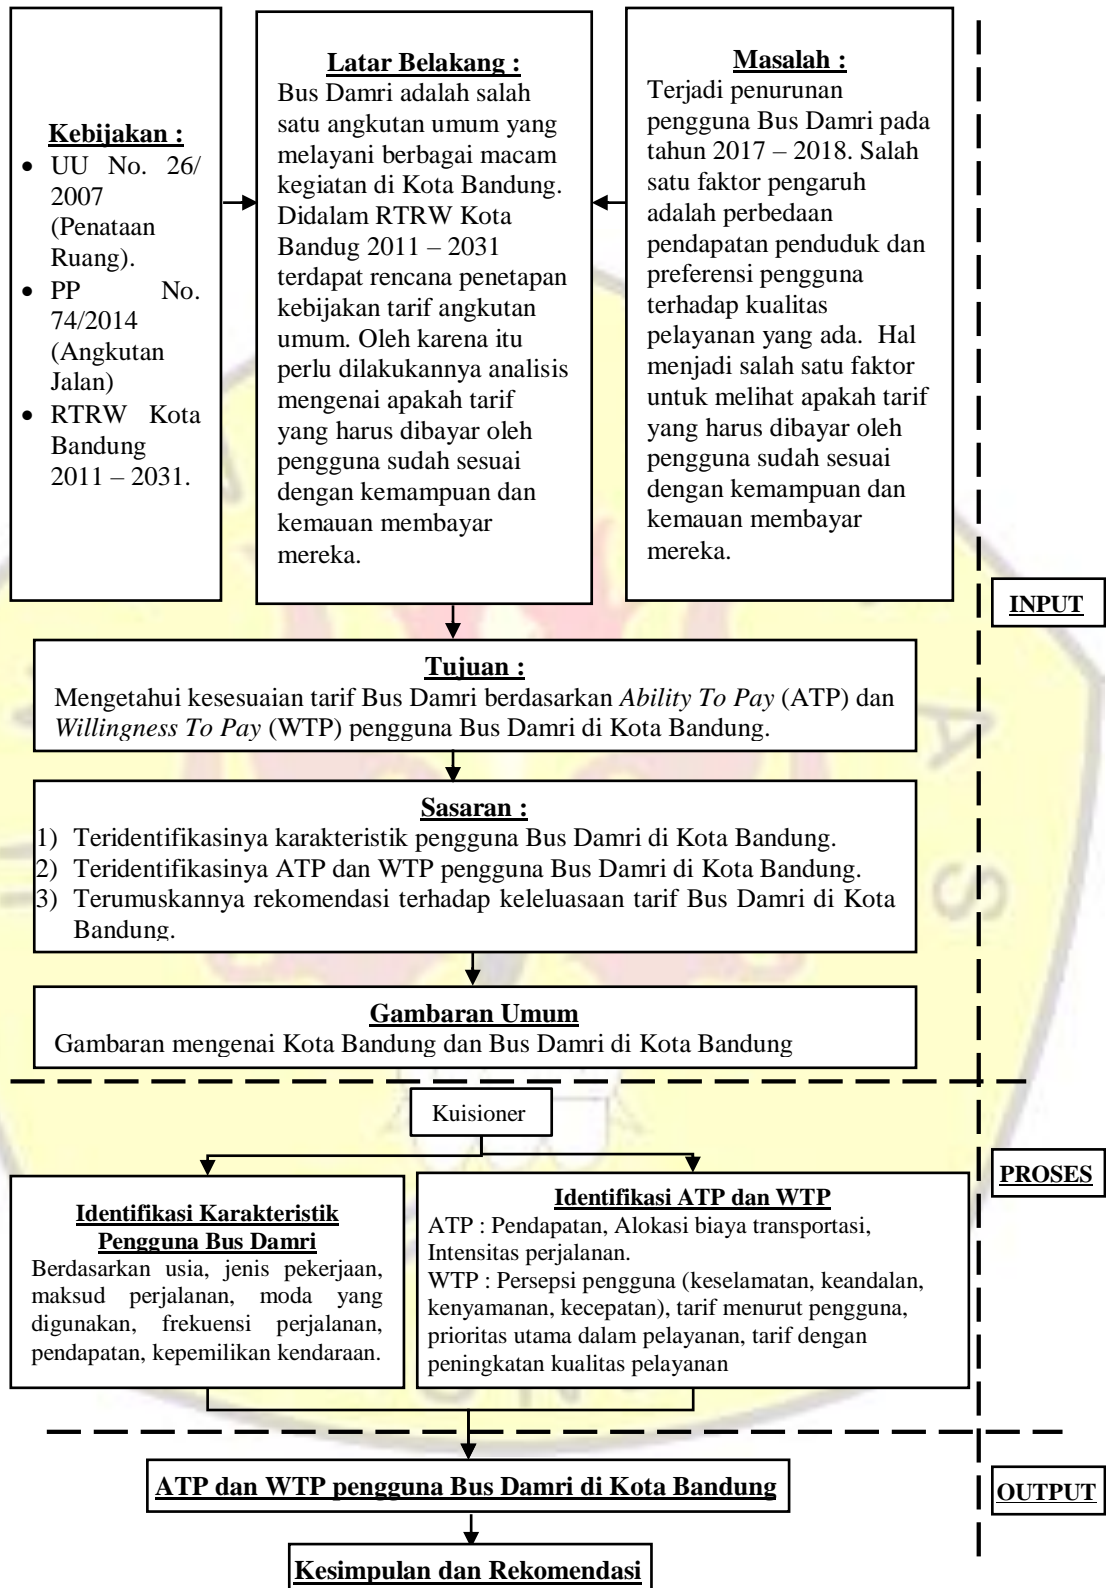 Kebijakan :
• UU No. 26/
2007
(Penataan
Ruang).
• PP No.
74/2014
(Angkutan
Jalan)
• RTRW Kota
Bandung
2011 – 2031.
Latar Belakang :
Bus Damri adalah salah
satu angkutan umum yang
melayani berbagai macam
kegiatan di Kota Bandung.
Didalam RTRW Kota
Bandug 2011 – 2031
terdapat rencana penetapan
kebijakan tarif angkutan
umum. Oleh karena itu
perlu dilakukannya analisis
mengenai apakah tarif
yang harus dibayar oleh
pengguna sudah sesuai
dengan kemampuan dan
kemauan membayar
mereka.
Masalah :
Terjadi penurunan
pengguna Bus Damri pada
tahun 2017 – 2018. Salah
satu faktor pengaruh
adalah perbedaan
pendapatan penduduk dan
preferensi pengguna
terhadap kualitas
pelayanan yang ada. Hal
menjadi salah satu faktor
untuk melihat apakah tarif
yang harus dibayar oleh
pengguna sudah sesuai
dengan kemampuan dan
kemauan membayar
mereka.
INPUT
Tujuan :
Mengetahui kesesuaian tarif Bus Damri berdasarkan Ability To Pay (ATP) dan
Willingness To Pay (WTP) pengguna Bus Damri di Kota Bandung.
Sasaran :
1) Teridentifikasinya karakteristik pengguna Bus Damri di Kota Bandung.
2) Teridentifikasinya ATP dan WTP pengguna Bus Damri di Kota Bandung.
3) Terumuskannya rekomendasi terhadap keleluasaan tarif Bus Damri di Kota
Bandung.
Gambaran Umum
Gambaran mengenai Kota Bandung dan Bus Damri di Kota Bandung
Kuisioner
PROSES
Identifikasi Karakteristik
Pengguna Bus Damri
Berdasarkan usia, jenis pekerjaan,
maksud perjalanan, moda yang
digunakan, frekuensi perjalanan,
pendapatan, kepemilikan kendaraan.
Identifikasi ATP dan WTP
ATP : Pendapatan, Alokasi biaya transportasi,
Intensitas perjalanan.
WTP : Persepsi pengguna (keselamatan, keandalan,
kenyamanan, kecepatan), tarif menurut pengguna,
prioritas utama dalam pelayanan, tarif dengan
peningkatan kualitas pelayanan
ATP dan WTP pengguna Bus Damri di Kota Bandung
OUTPUT
Kesimpulan dan Rekomendasi